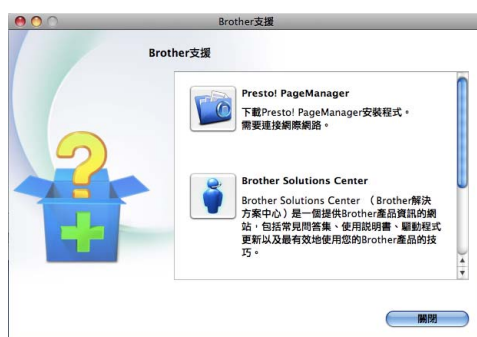 Brother支援
Brother支援
Presto! PageManager
下載Presto! PageManager安裝程式。
需要連接網際網路。
Brother Solutions Center
Brother Solutions Center （Brother解決
方案中心）是一個提供Brother產品資訊的網
站，包括常見問答集、使用説明書、驅動程式
更新以及最有效地使用您的Brother產品的技
巧。
關閉